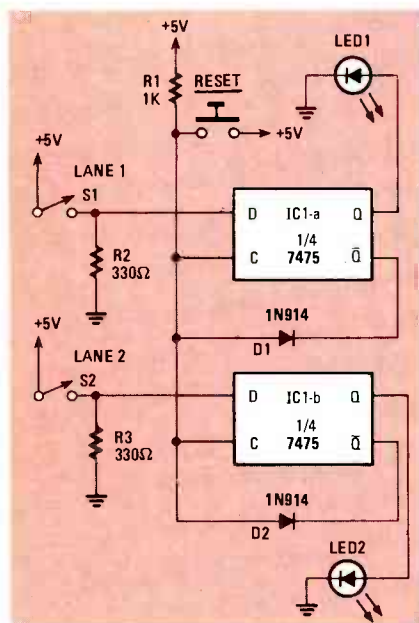 +5V
LED1
R1
1K
RESET
+5V
+5V
LANE 1
S1
D
IC1-a
Q
1/4
C
7475
Q̅
R2
330Ω
1N914
D1
+5V
LANE 2
S2
D
IC1-b
Q
1/4
C
7475
Q̅
R3
330Ω
1N914
D2
LED2